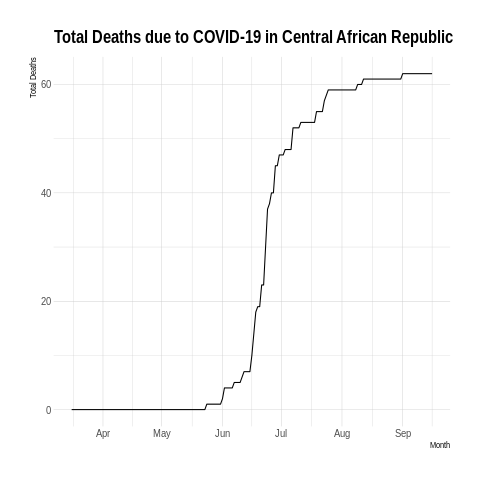 Total Deaths due to COVID-19 in Central African Republic
Total Deaths
60
40
20
0
Apr May Jun Jul Aug Sep
Month